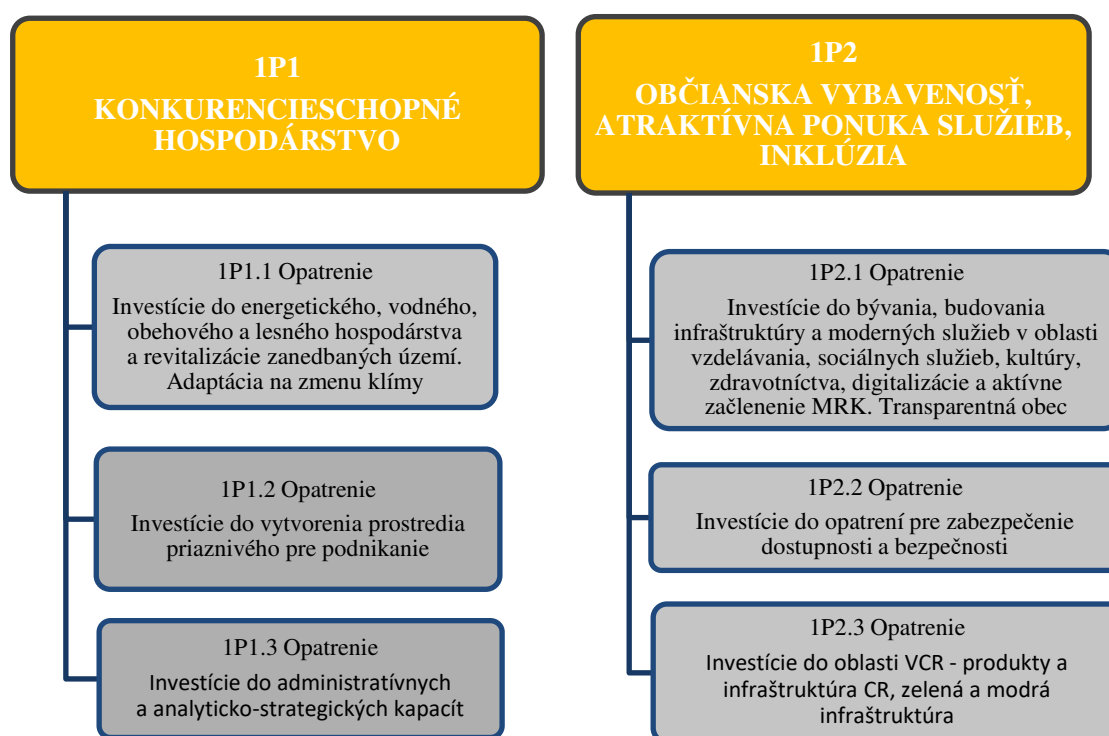 1P1
KONKURENCIESCHOPNÉ
HOSPODÁRSTVO
1P1.1 Opatrenie
Investície do energetického, vodného,
obehového a lesného hospodárstva
a revitalizácie zanedbaných území.
Adaptácia na zmenu klímy
1P1.2 Opatrenie
Investície do vytvorenia prostredia
priaznivého pre podnikanie
1P1.3 Opatrenie
Investície do administratívnych
a analyticko-strategických kapacít
1P2
OBČIANSKA VYBAVENOSŤ,
ATRAKTÍVNA PONUKA SLUŽIEB,
INKLÚZIA
1P2.1 Opatrenie
Investície do bývania, budovania
infraštruktúry a moderných služieb v oblasti
vzdelávania, sociálnych služieb, kultúry,
zdravotníctva, digitalizácie a aktívne
začlenenie MRK. Transparentná obec
1P2.2 Opatrenie
Investície do opatrení pre zabezpečenie
dostupnosti a bezpečnosti
1P2.3 Opatrenie
Investície do oblasti VCR - produkty a
infraštruktúra CR, zelená a modrá
infraštruktúra